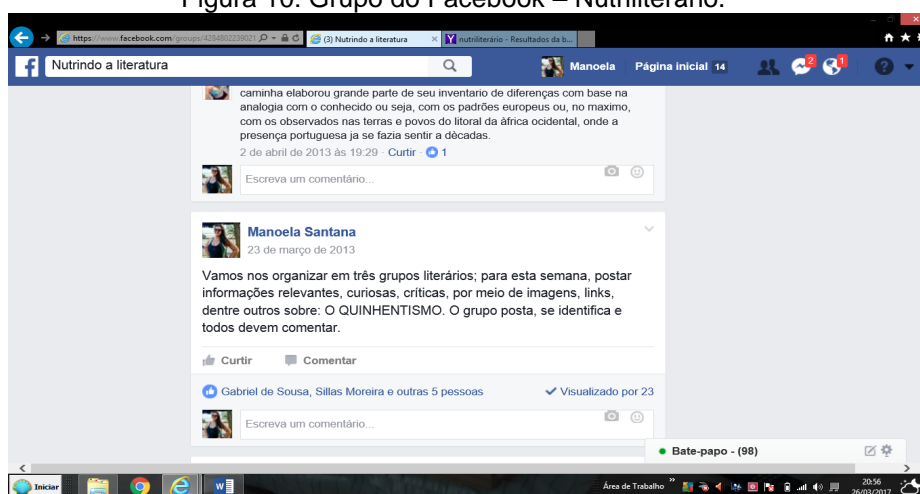 Figura 10: Grupo do Facebook – Nutriliterário.
https://www.facebook.com/groups/4284802239021
(3) Nutrindo a literatura
nutriliterário - Resultados da b...
Nutrindo a literatura
Manoela
Página inicial 14
2
1
caminha elaborou grande parte de seu inventario de diferenças com base na
analogia com o conhecido ou seja, com os padrões europeus ou, no maximo,
com os observados nas terras e povos do litoral da àfrica ocidental, onde a
presença portuguesa ja se fazia sentir a dècadas.
2 de abril de 2013 às 19:29 · Curtir · 1
Escreva um comentário...
Manoela Santana
23 de março de 2013
Vamos nos organizar em três grupos literários; para esta semana, postar
informações relevantes, curiosas, críticas, por meio de imagens, links,
dentre outros sobre: O QUINHENTISMO. O grupo posta, se identifica e
todos devem comentar.
Curtir Comentar
Gabriel de Sousa, Sillas Moreira e outras 5 pessoas
Visualizado por 23
Escreva um comentário...
Bate-papo - (98)
Iniciar
Área de Trabalho
20:56
26/03/2017